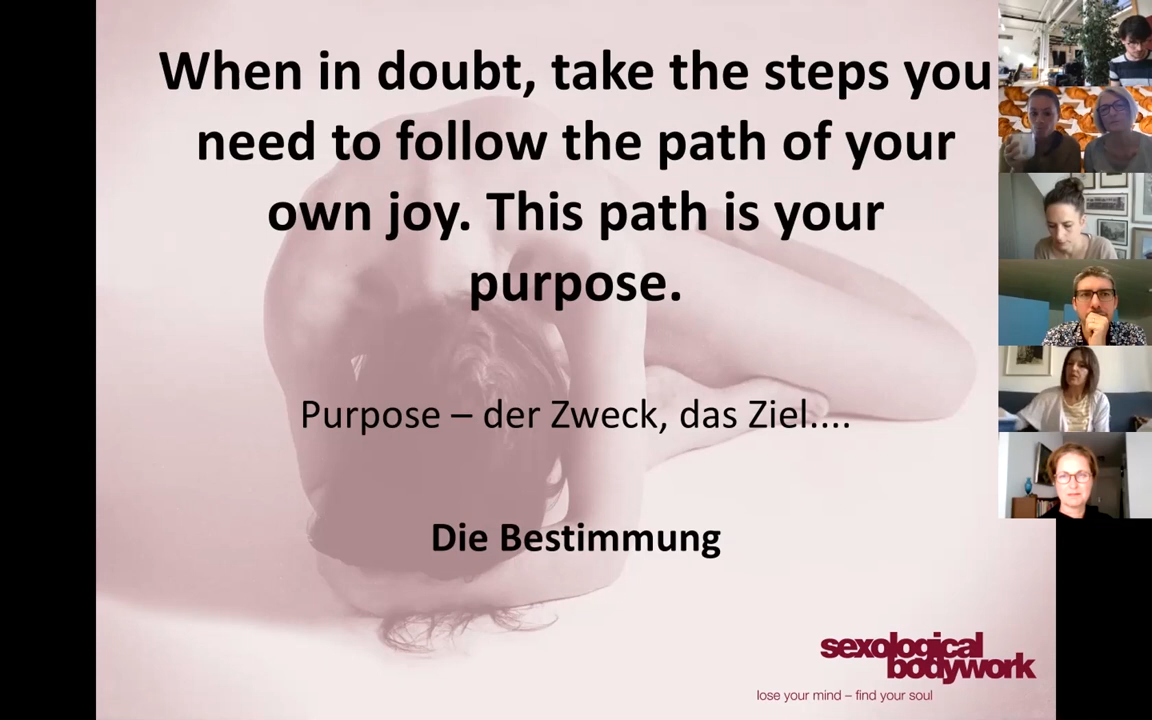 When in doubt, take the steps you
need to follow the path of your
own joy. This path is your
purpose.
Purpose – der Zweck, das Ziel....
Die Bestimmung
sexological
bodywork
lose your mind – find your soul